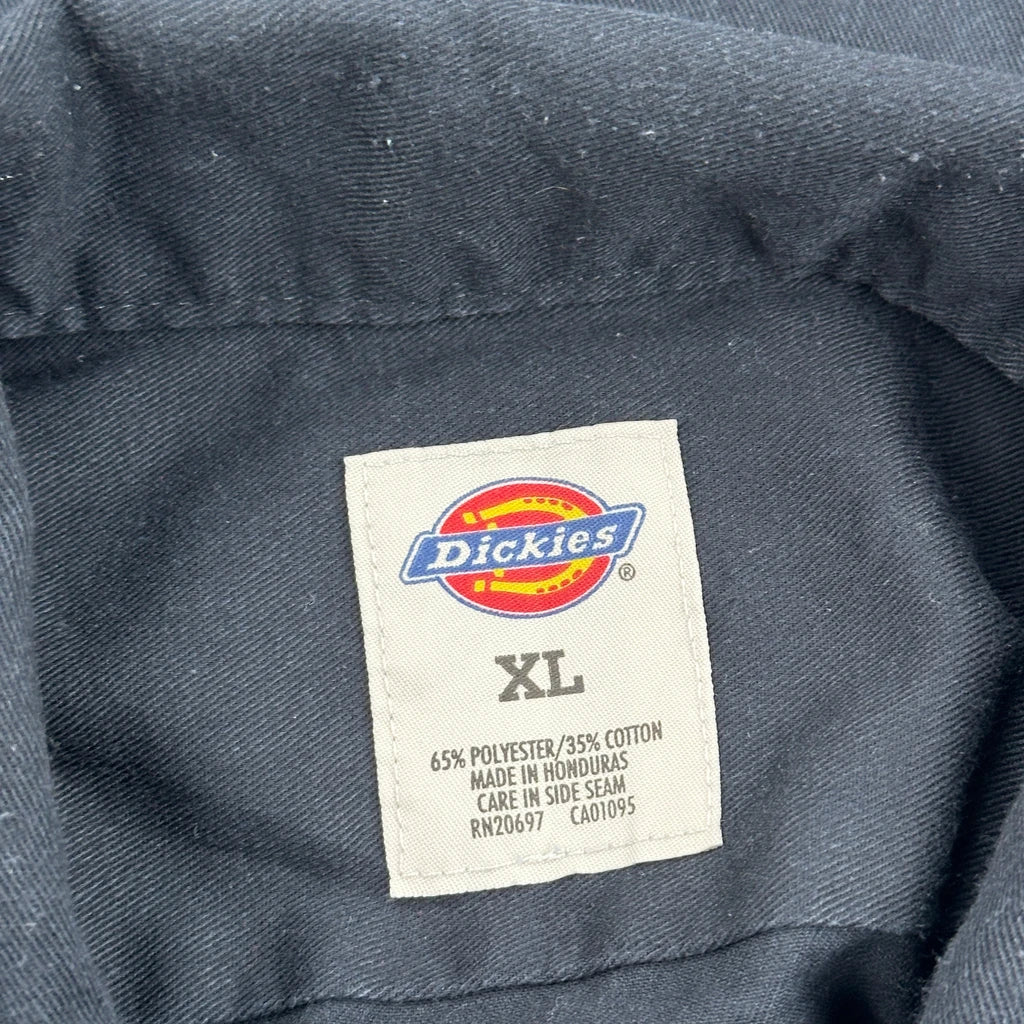 Dickies
®
XL
65% POLYESTER/35% COTTON
MADE IN HONDURAS
CARE IN SIDE SEAM
RN20697 CA01095